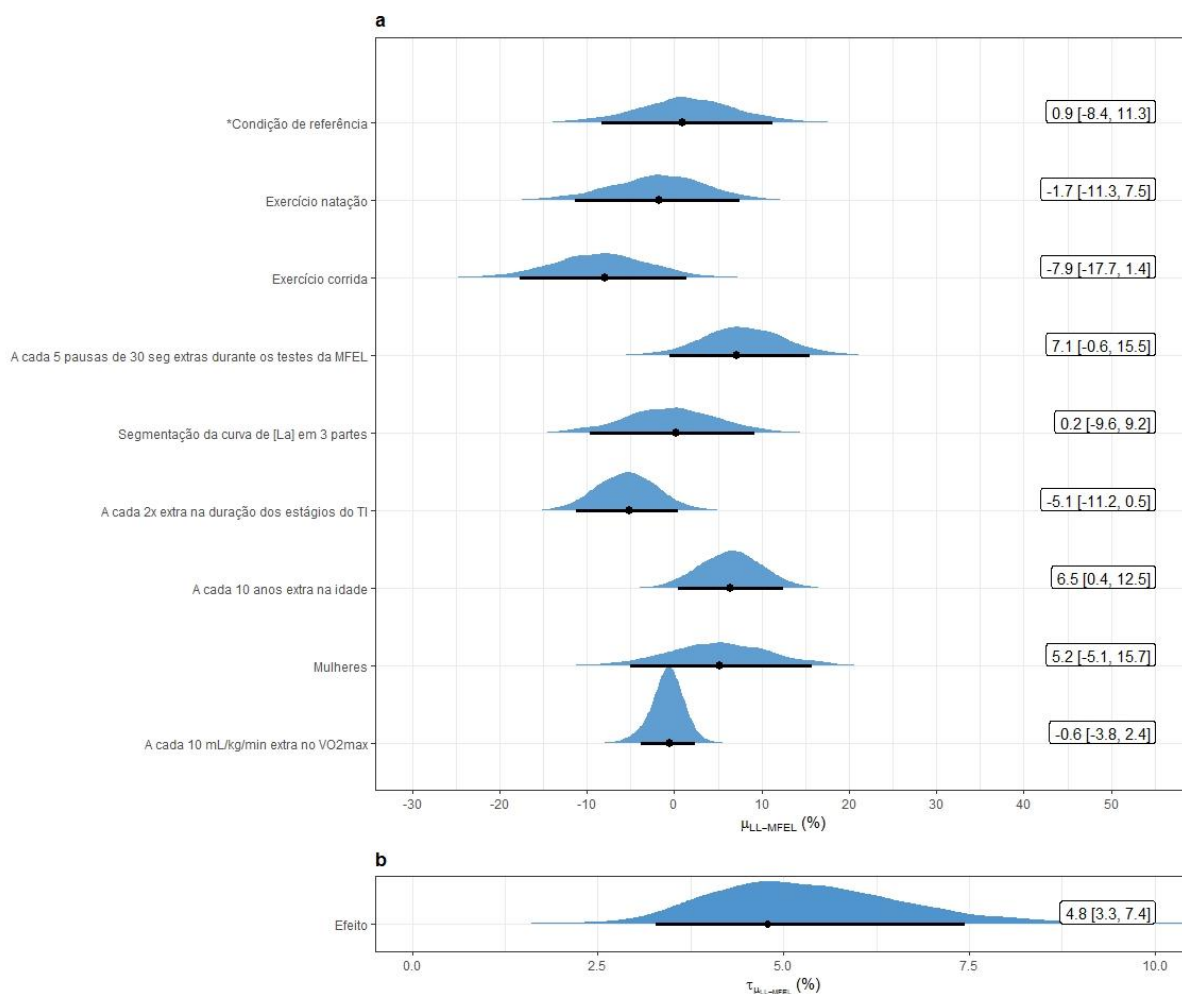 a
*Condição de referência
0.9 [-8.4, 11.3]
Exercício natação
-1.7 [-11.3, 7.5]
Exercício corrida
-7.9 [-17.7, 1.4]
A cada 5 pausas de 30 seg extras durante os testes da MFEL
7.1 [-0.6, 15.5]
Segmentação da curva de [La] em 3 partes
0.2 [-9.6, 9.2]
A cada 2x extra na duração dos estágios do TI
-5.1 [-11.2, 0.5]
A cada 10 anos extra na idade
6.5 [0.4, 12.5]
Mulheres
5.2 [-5.1, 15.7]
A cada 10 mL/kg/min extra no VO2max
-0.6 [-3.8, 2.4]
-30 -20 -10 0 10 20 30 40 50
μLL−MFEL (%)
b
Efeito
4.8 [3.3, 7.4]
0.0 2.5 5.0 7.5 10.0
τμLL−MFEL (%)